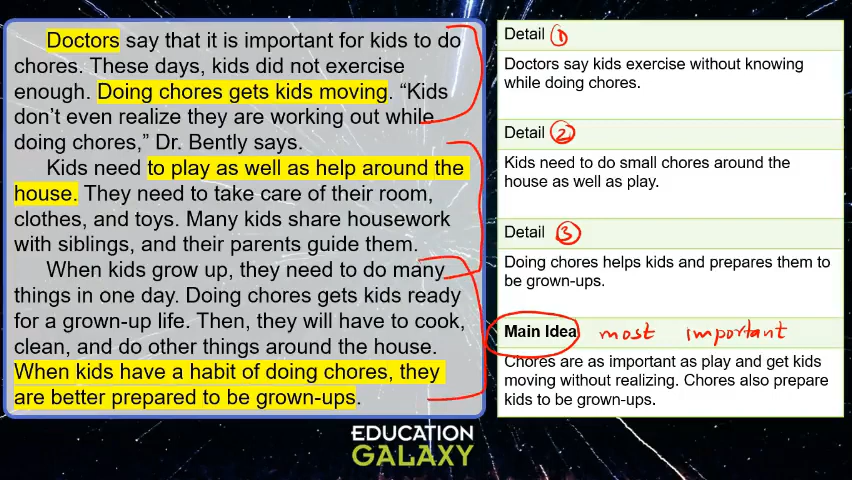 Doctors say that it is important for kids to do
chores. These days, kids did not exercise
enough. Doing chores gets kids moving. “Kids
don’t even realize they are working out while
doing chores,” Dr. Bently says.
Kids need to play as well as help around the
house. They need to take care of their room,
clothes, and toys. Many kids share housework
with siblings, and their parents guide them.
When kids grow up, they need to do many
things in one day. Doing chores gets kids ready
for a grown-up life. Then, they will have to cook,
clean, and do other things around the house.
When kids have a habit of doing chores, they
are better prepared to be grown-ups.
Detail 1
Doctors say kids exercise without knowing
while doing chores.
Detail 2
Kids need to do small chores around the
house as well as play.
Detail 3
Doing chores helps kids and prepares them to
be grown-ups.
Main Idea most important
Chores are as important as play and get kids
moving without realizing. Chores also prepare
kids to be grown-ups.
EDUCATION
GALAXY